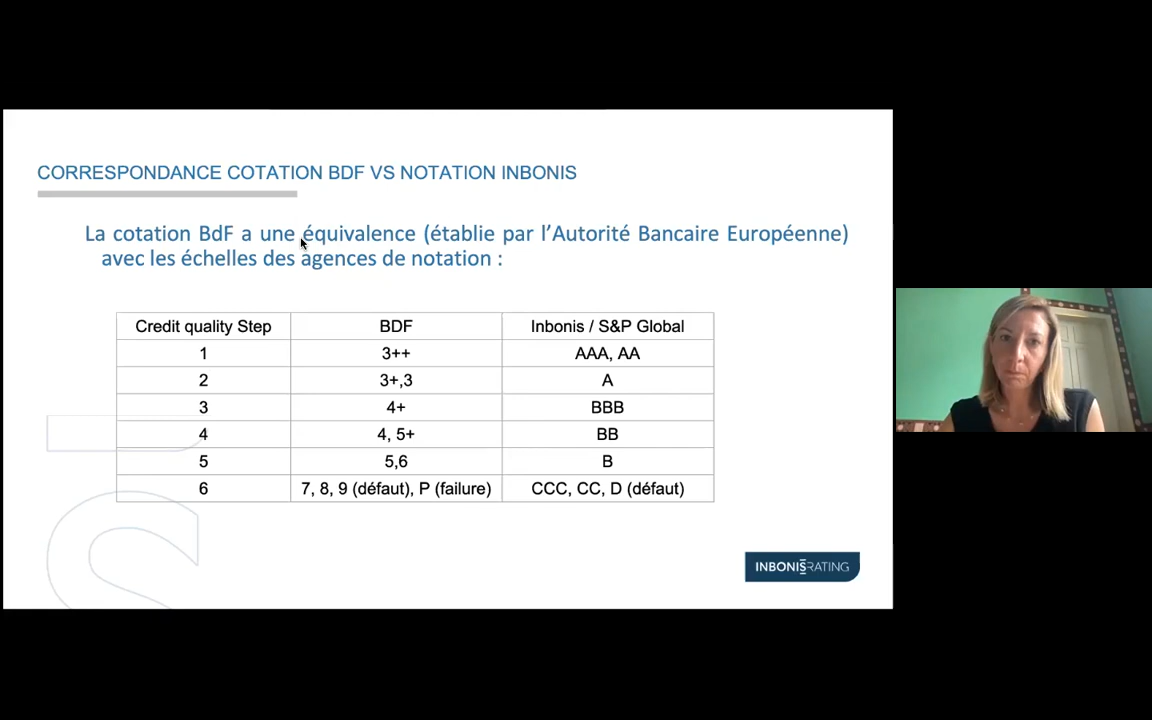 CORRESPONDANCE COTATION BDF VS NOTATION INBONIS
La cotation BdF a une équivalence (établie par l’Autorité Bancaire Européenne)
avec les échelles des agences de notation :
Credit quality Step BDF Inbonis / S&P Global
1 3++ AAA, AA
2 3+,3 A
3 4+ BBB
4 4, 5+ BB
5 5,6 B
6 7, 8, 9 (défaut), P (failure) CCC, CC, D (défaut)
INBONISRATING